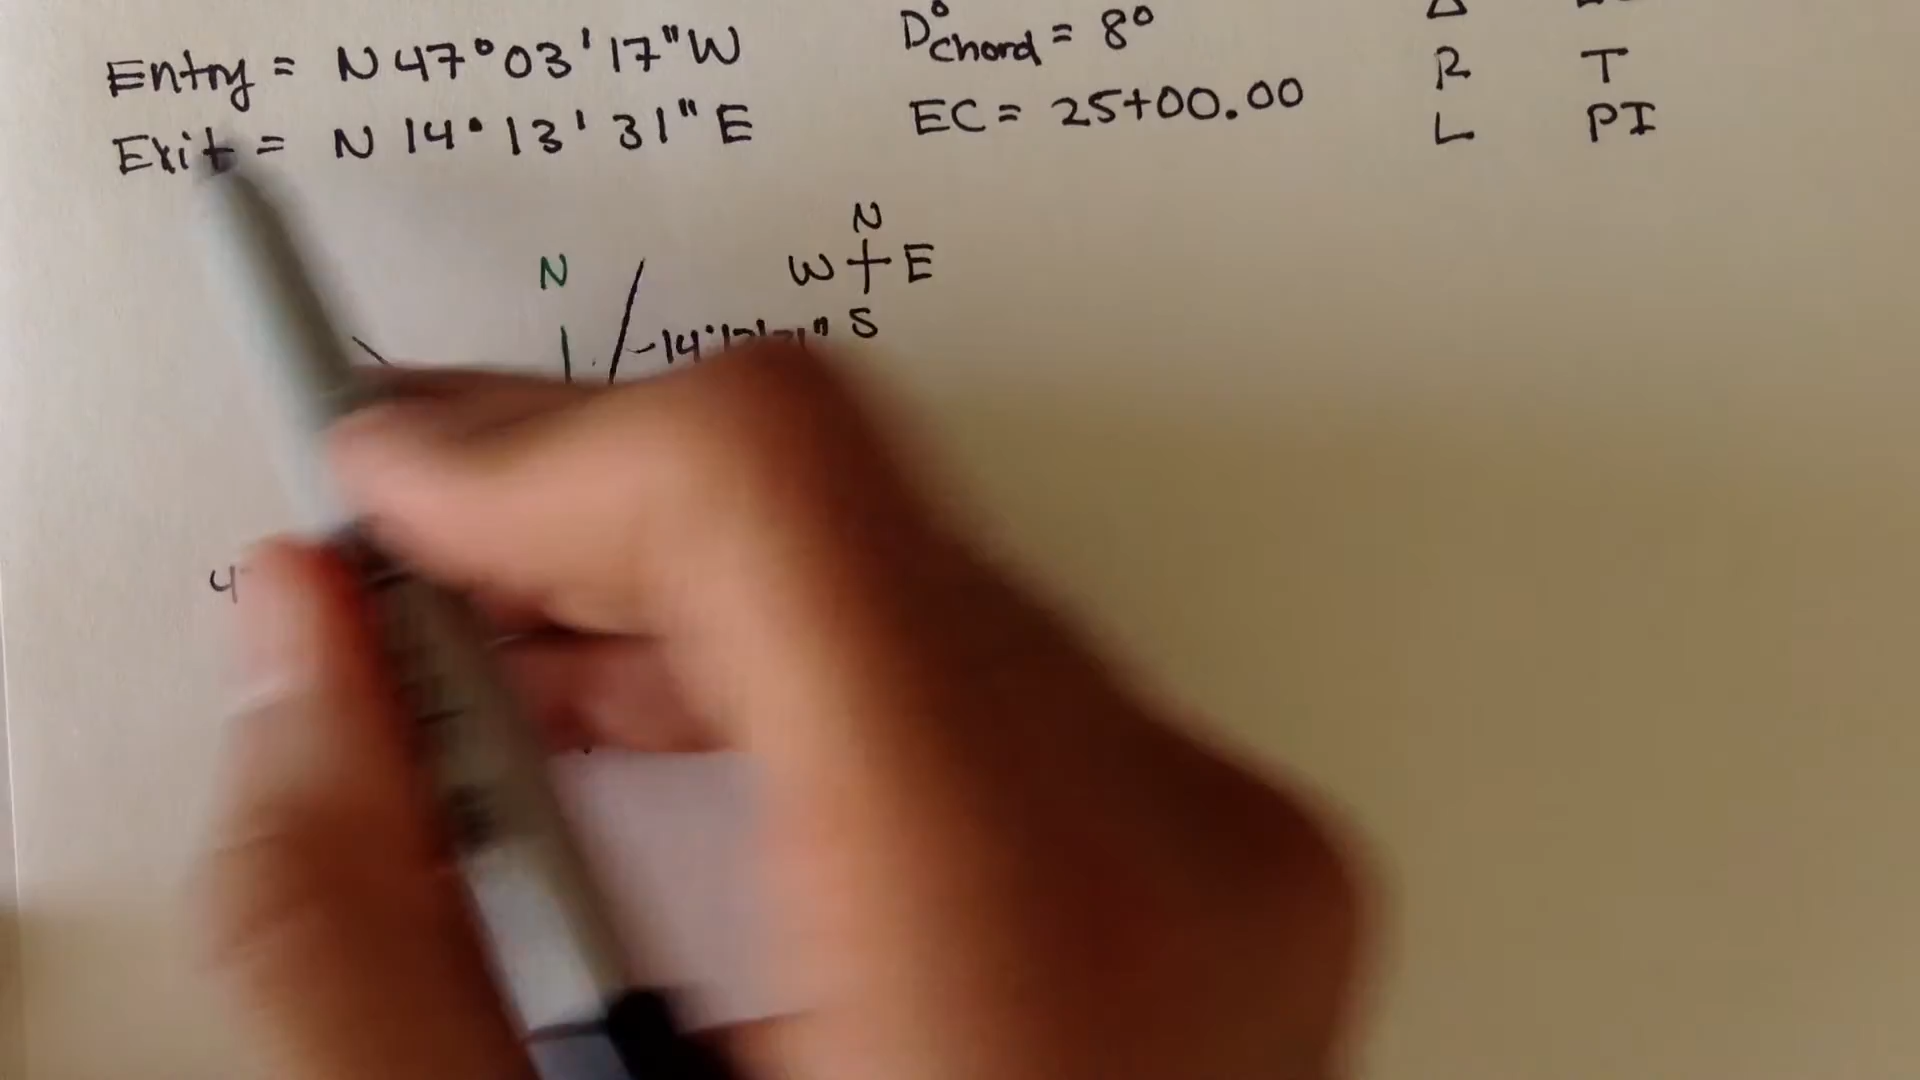 Entry = N 47°03'17"W
Exit = N 14°13'31"E
D°chord = 8°
EC = 25+00.00
Δ
R T
L PI
N
N
W E
S